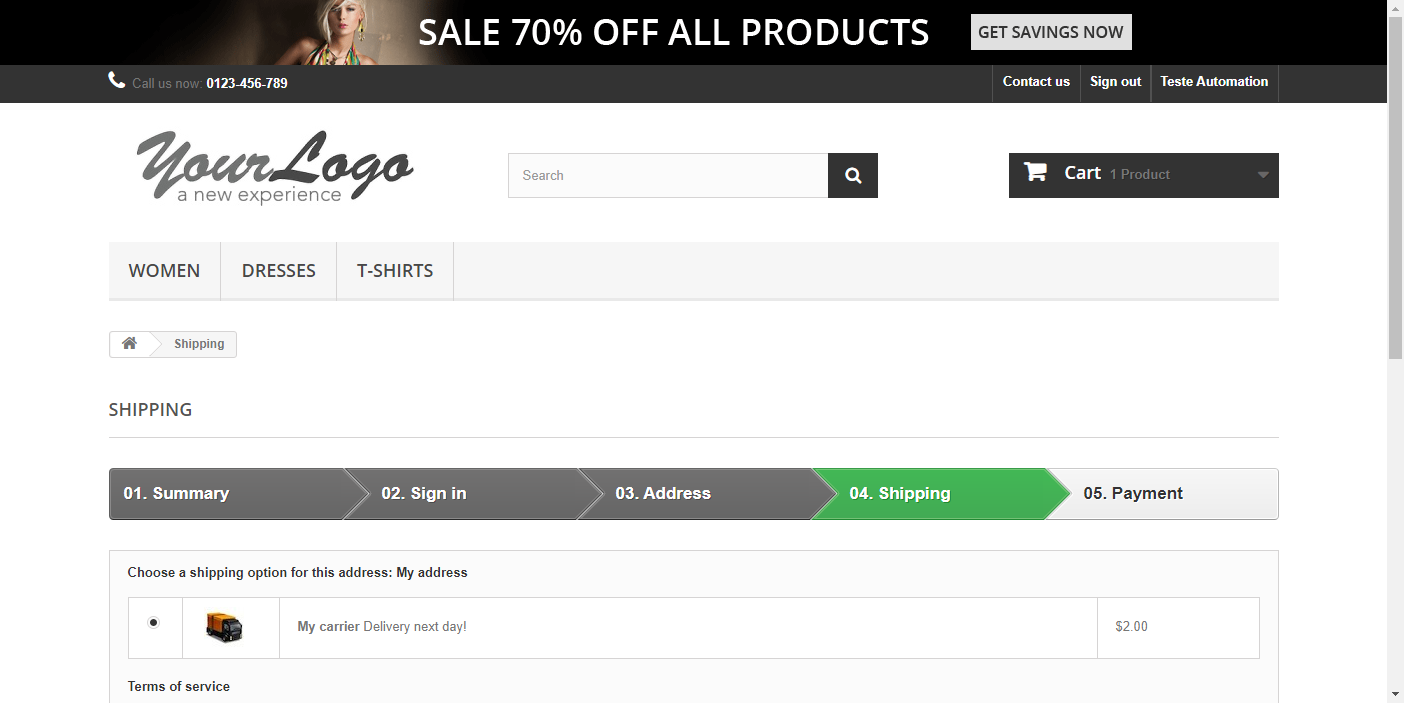 SALE 70% OFF ALL PRODUCTS GET SAVINGS NOW
Call us now: 0123-456-789 Contact us Sign out Teste Automation
YourLogo
a new experience
Search
Cart 1 Product
WOMEN DRESSES T-SHIRTS
Shipping
SHIPPING
01. Summary 02. Sign in 03. Address 04. Shipping 05. Payment
Choose a shipping option for this address: My address
My carrier Delivery next day! $2.00
Terms of service